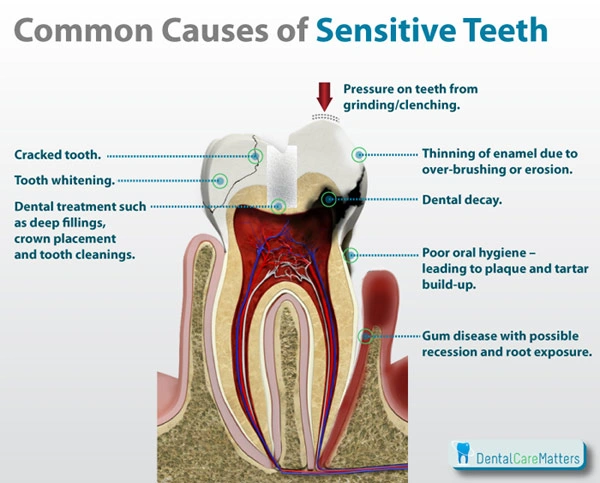 Common Causes of Sensitive Teeth
Pressure on teeth from
grinding/clenching.
Cracked tooth.
Tooth whitening.
Dental treatment such
as deep fillings,
crown placement
and tooth cleanings.
Thinning of enamel due to
over-brushing or erosion.
Dental decay.
Poor oral hygiene –
leading to plaque and tartar
build-up.
Gum disease with possible
recession and root exposure.
DentalCareMatters